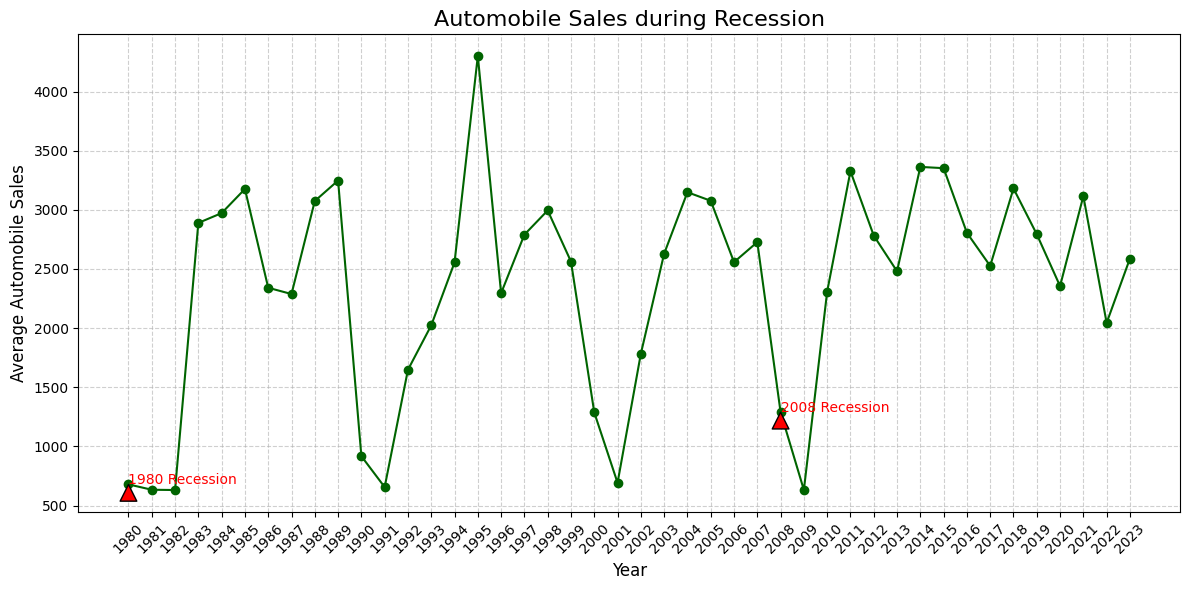 Automobile Sales during Recession
Average Automobile Sales
4000
3500
3000
2500
2000
1500
1000
500
2008 Recession
1980 Recession
1980 1981 1982 1983 1984 1985 1986 1987 1988 1989 1990 1991 1992 1993 1994 1995 1996 1997 1998 1999 2000 2001 2002 2003 2004 2005 2006 2007 2008 2009 2010 2011 2012 2013 2014 2015 2016 2017 2018 2019 2020 2021 2022 2023
Year